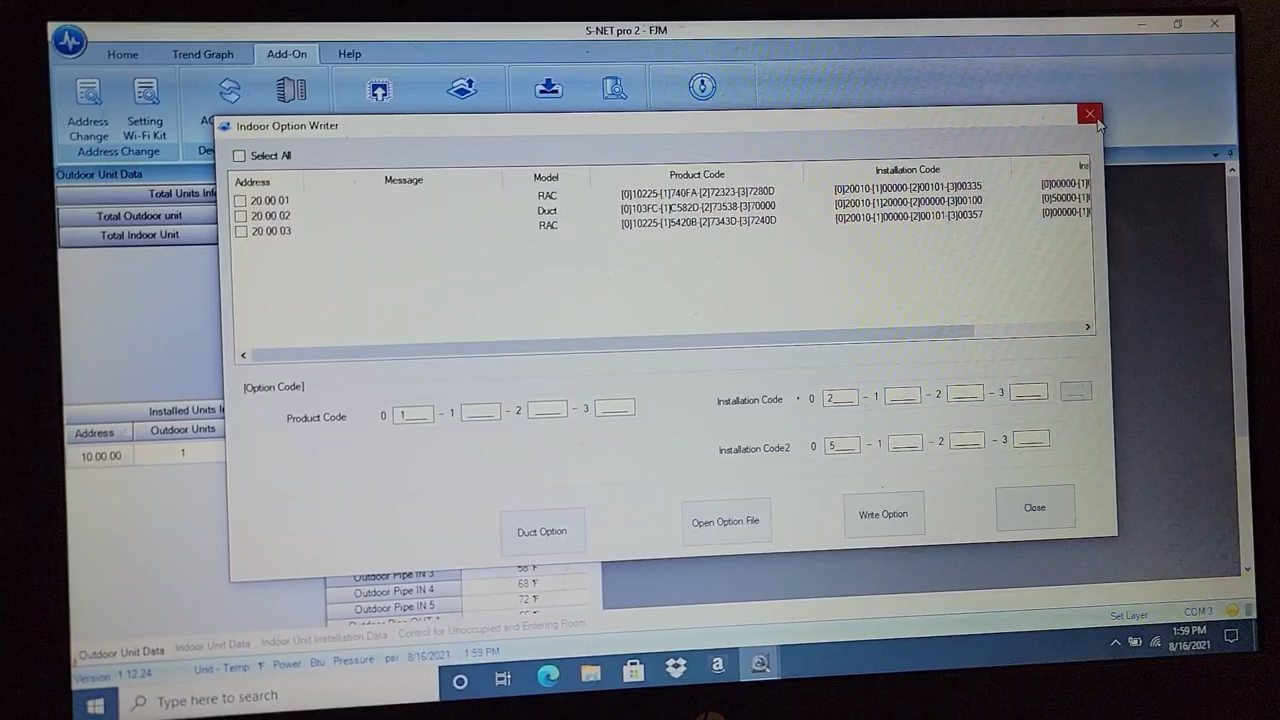 S-NET pro 2 - FJM
Home Trend Graph Add-On Help
Address Change
Setting Wi-Fi Kit
Address Change
Indoor Option Writer
Outdoor Unit Data
Select All
Address Message Model Product Code Installation Code
20 00 01 RAC [0]10225-[1]740FA-[2]72323-[3]7280D [0]20010-[1]00000-[2]00101-[3]00335
20 00 02 Duct [0]103FC-[1]C582D-[2]73538-[3]70000 [0]20010-[1]20000-[2]00000-[3]00100
20 00 03 RAC [0]10225-[1]5420B-[2]7343D-[3]7240D [0]20010-[1]00000-[2]00101-[3]00357
Total Outdoor unit
Total Indoor Unit
[Option Code]
Product Code 0 1 - 1 - 2 - 3
Installation Code 0 2 - 1 - 2 - 3
Installation Code2 0 5 - 1 - 2 - 3
Installed Units
Address Outdoor Units
10.00.00 1
Duct Option Open Option File Write Option Close
Outdoor Pipe IN 3 58 °F
Outdoor Pipe IN 4 68 °F
Outdoor Pipe IN 5 72 °F
Outdoor Unit Data Indoor Unit Data Indoor Unit Installation Data Control for Unoccupied and Entering Room
Set Layer COM 3
Version 1.12.24 Unit - Temp °F Power Btu Pressure psi 8/16/2021 1:59 PM
Type here to search
1:59 PM
8/16/2021